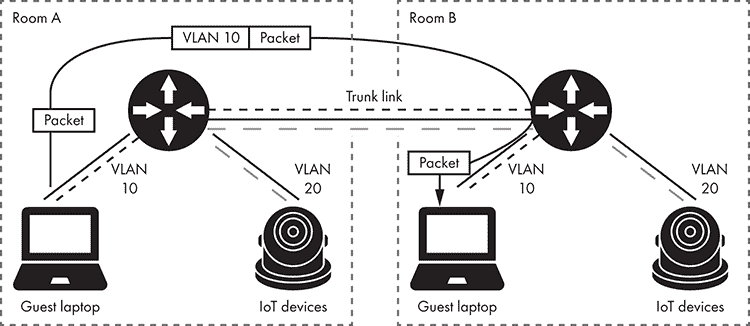 Room A
Room B
VLAN 10 Packet
Trunk link
Packet
Packet
VLAN
10
VLAN
20
VLAN
10
VLAN
20
Guest laptop
IoT devices
Guest laptop
IoT devices